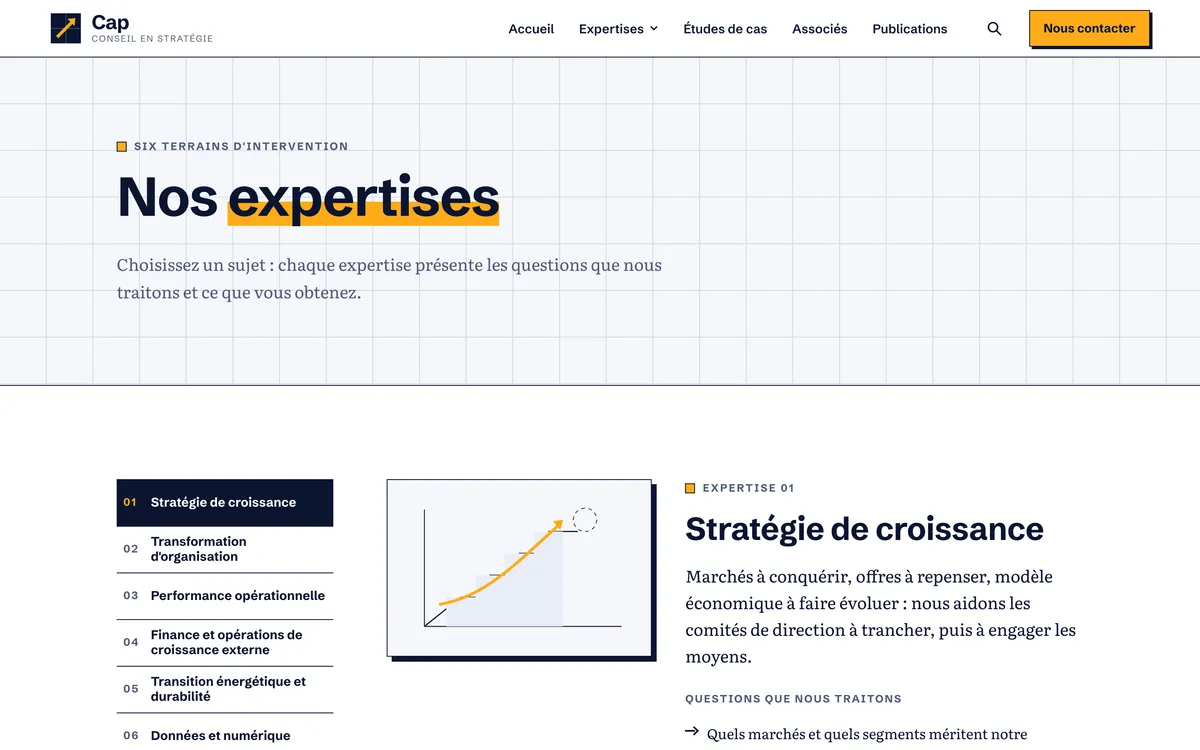 Cap
CONSEIL EN STRATÉGIE
Accueil
Expertises
Études de cas
Associés
Publications
Nous contacter
SIX TERRAINS D'INTERVENTION
Nos expertises
Choisissez un sujet : chaque expertise présente les questions que nous
traitons et ce que vous obtenez.
01 Stratégie de croissance
02 Transformation
d'organisation
03 Performance opérationnelle
04 Finance et opérations de
croissance externe
05 Transition énergétique et
durabilité
06 Données et numérique
EXPERTISE 01
Stratégie de croissance
Marchés à conquérir, offres à repenser, modèle
économique à faire évoluer : nous aidons les
comités de direction à trancher, puis à engager les
moyens.
QUESTIONS QUE NOUS TRAITONS
→ Quels marchés et quels segments méritent notre